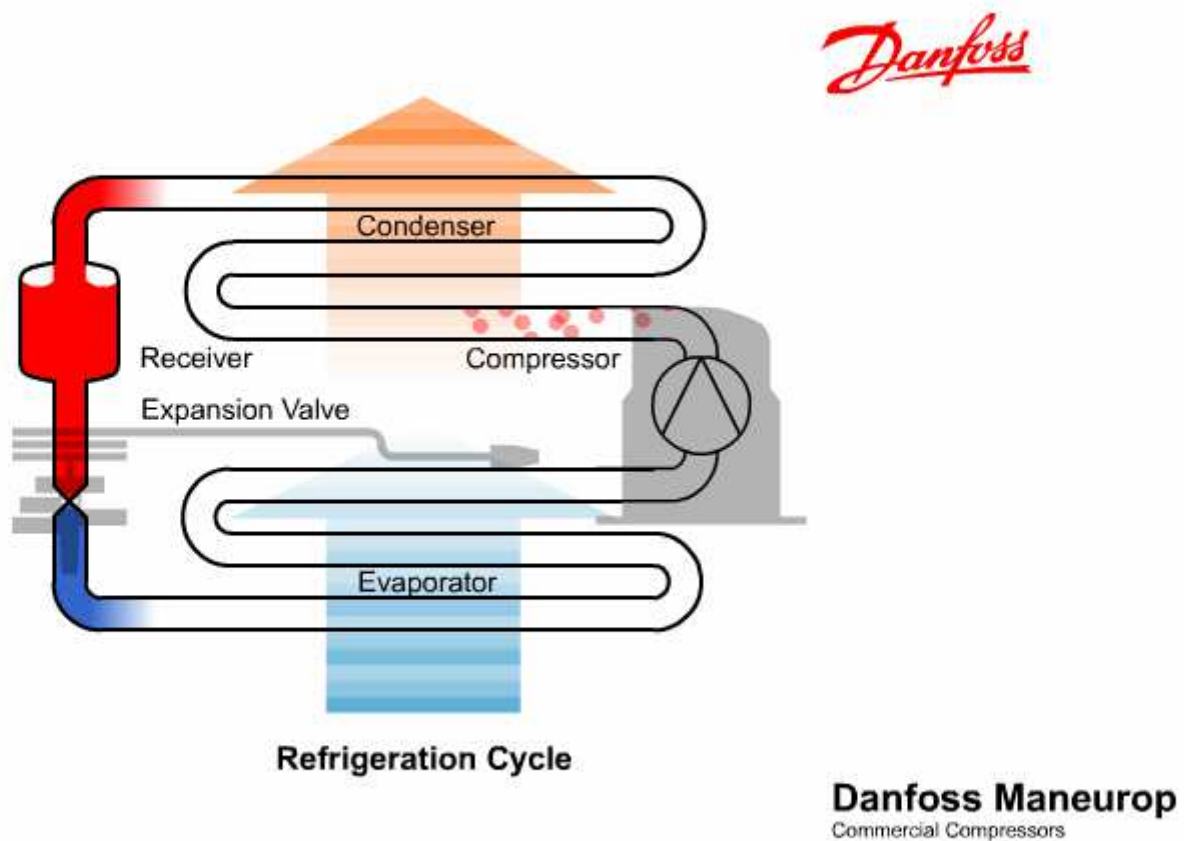 Danfoss
Condenser
Receiver
Compressor
Expansion Valve
Evaporator
Refrigeration Cycle
Danfoss Maneurop
Commercial Compressors